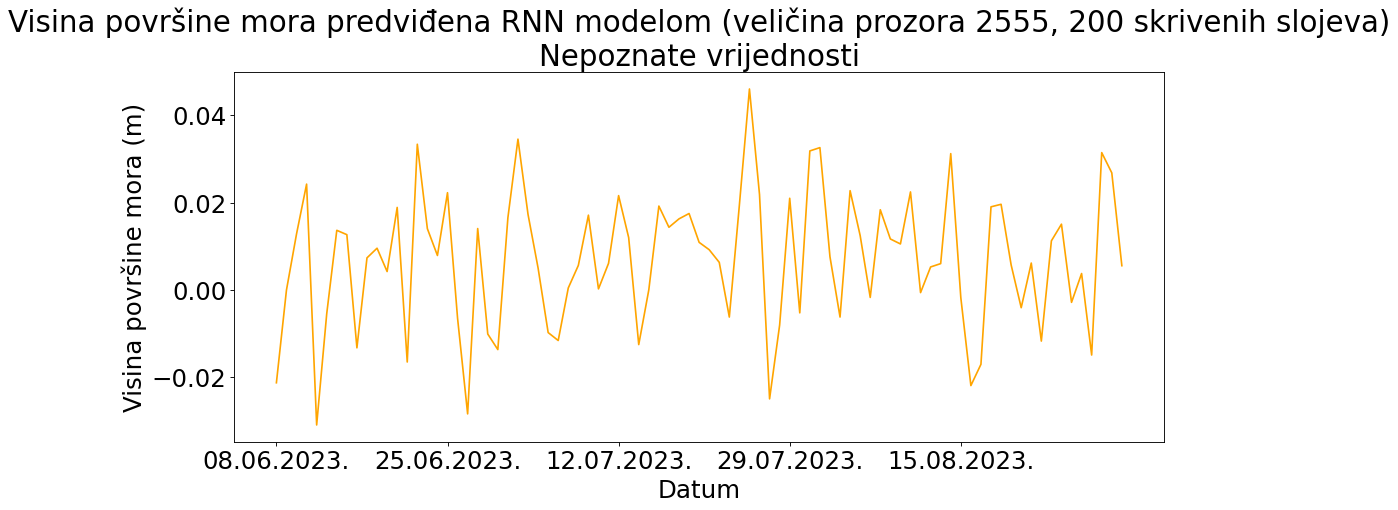 Visina površine mora predviđena RNN modelom (veličina prozora 2555, 200 skrivenih slojeva)
Nepoznate vrijednosti
Visina površine mora (m)
0.04
0.02
0.00
−0.02
08.06.2023.
25.06.2023.
12.07.2023.
29.07.2023.
15.08.2023.
Datum